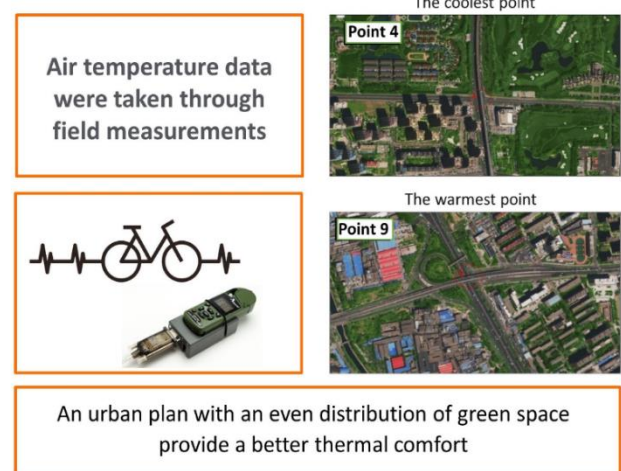 The coolest point
Air temperature data
were taken through
field measurements
Point 4
The warmest point
Point 9
An urban plan with an even distribution of green space
provide a better thermal comfort